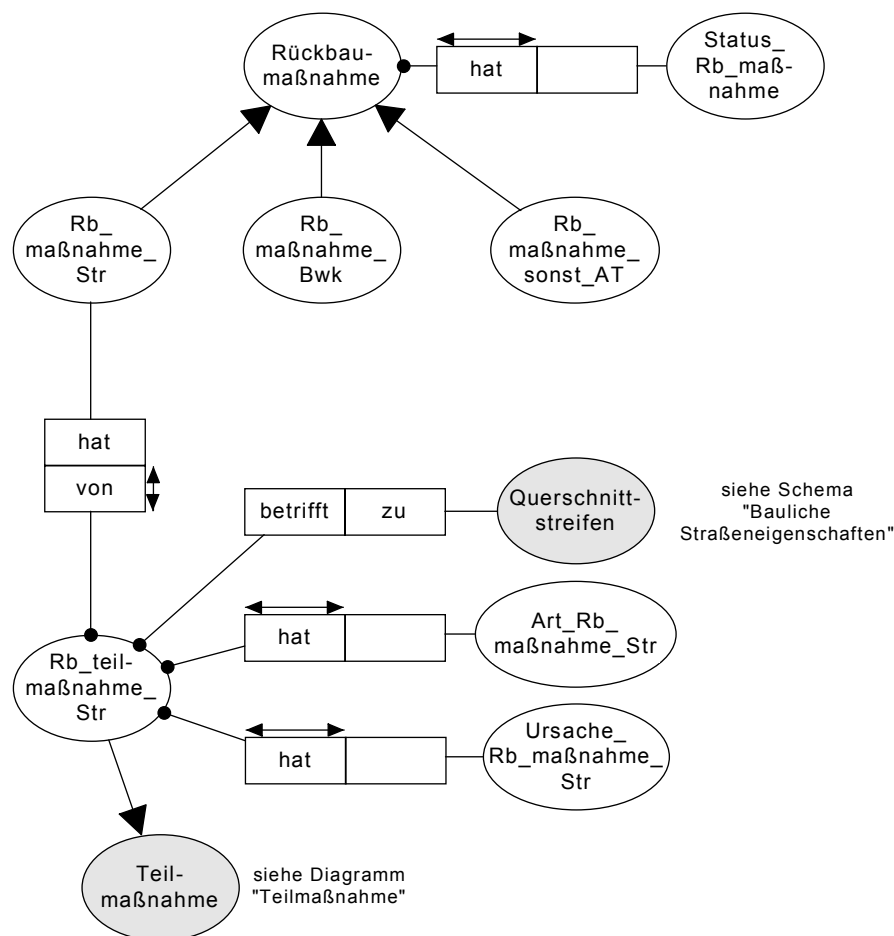 Rückbau-
maßnahme
hat
Status_
Rb_maß-
nahme
Rb_
maßnahme_
Str
Rb_
maßnahme_
Bwk
Rb_
maßnahme_
sonst_AT
hat
von
betrifft
zu
Querschnitt-
streifen
siehe Schema
"Bauliche
Straßeneigenschaften"
hat
Art_Rb_
maßnahme_Str
Rb_teil-
maßnahme_
Str
hat
Ursache_
Rb_maßnahme_
Str
Teil-
maßnahme
siehe Diagramm
"Teilmaßnahme"